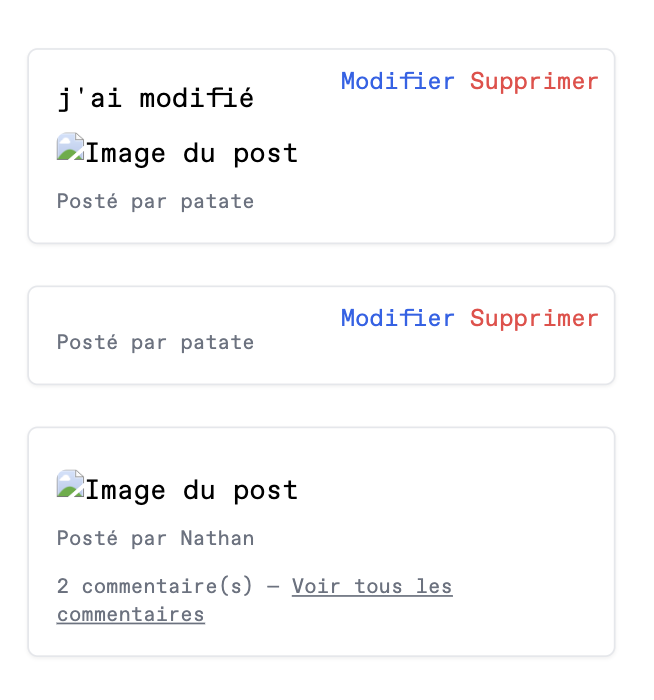 j'ai modifié
Modifier Supprimer
Image du post
Posté par patate
Modifier Supprimer
Posté par patate
Image du post
Posté par Nathan
2 commentaire(s) — Voir tous les
commentaires